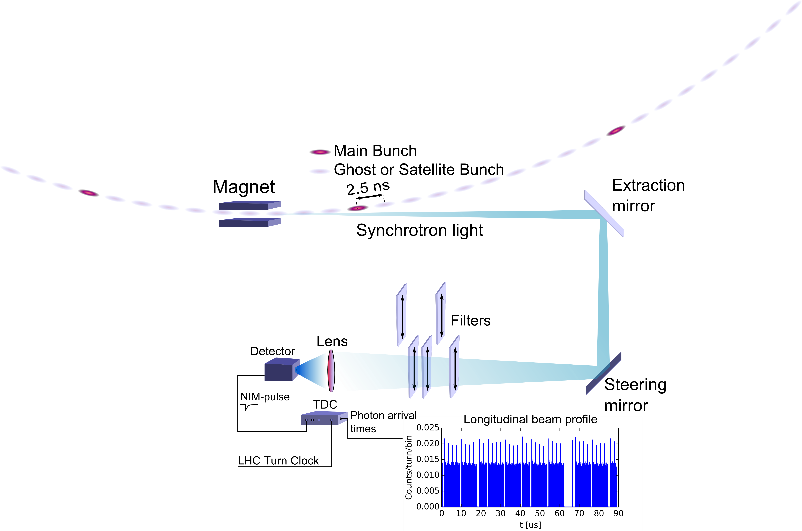 Main Bunch
Ghost or Satellite Bunch
2.5 ns
Magnet
Extraction
mirror
Synchrotron light
Filters
Lens
Detector
Steering
mirror
NIM-pulse
TDC
Photon arrival
times
LHC Turn Clock
Longitudinal beam profile
Counts/turn/bin
0.025
0.020
0.015
0.010
0.005
0.000
0 10 20 30 40 50 60 70 80 90
t [us]